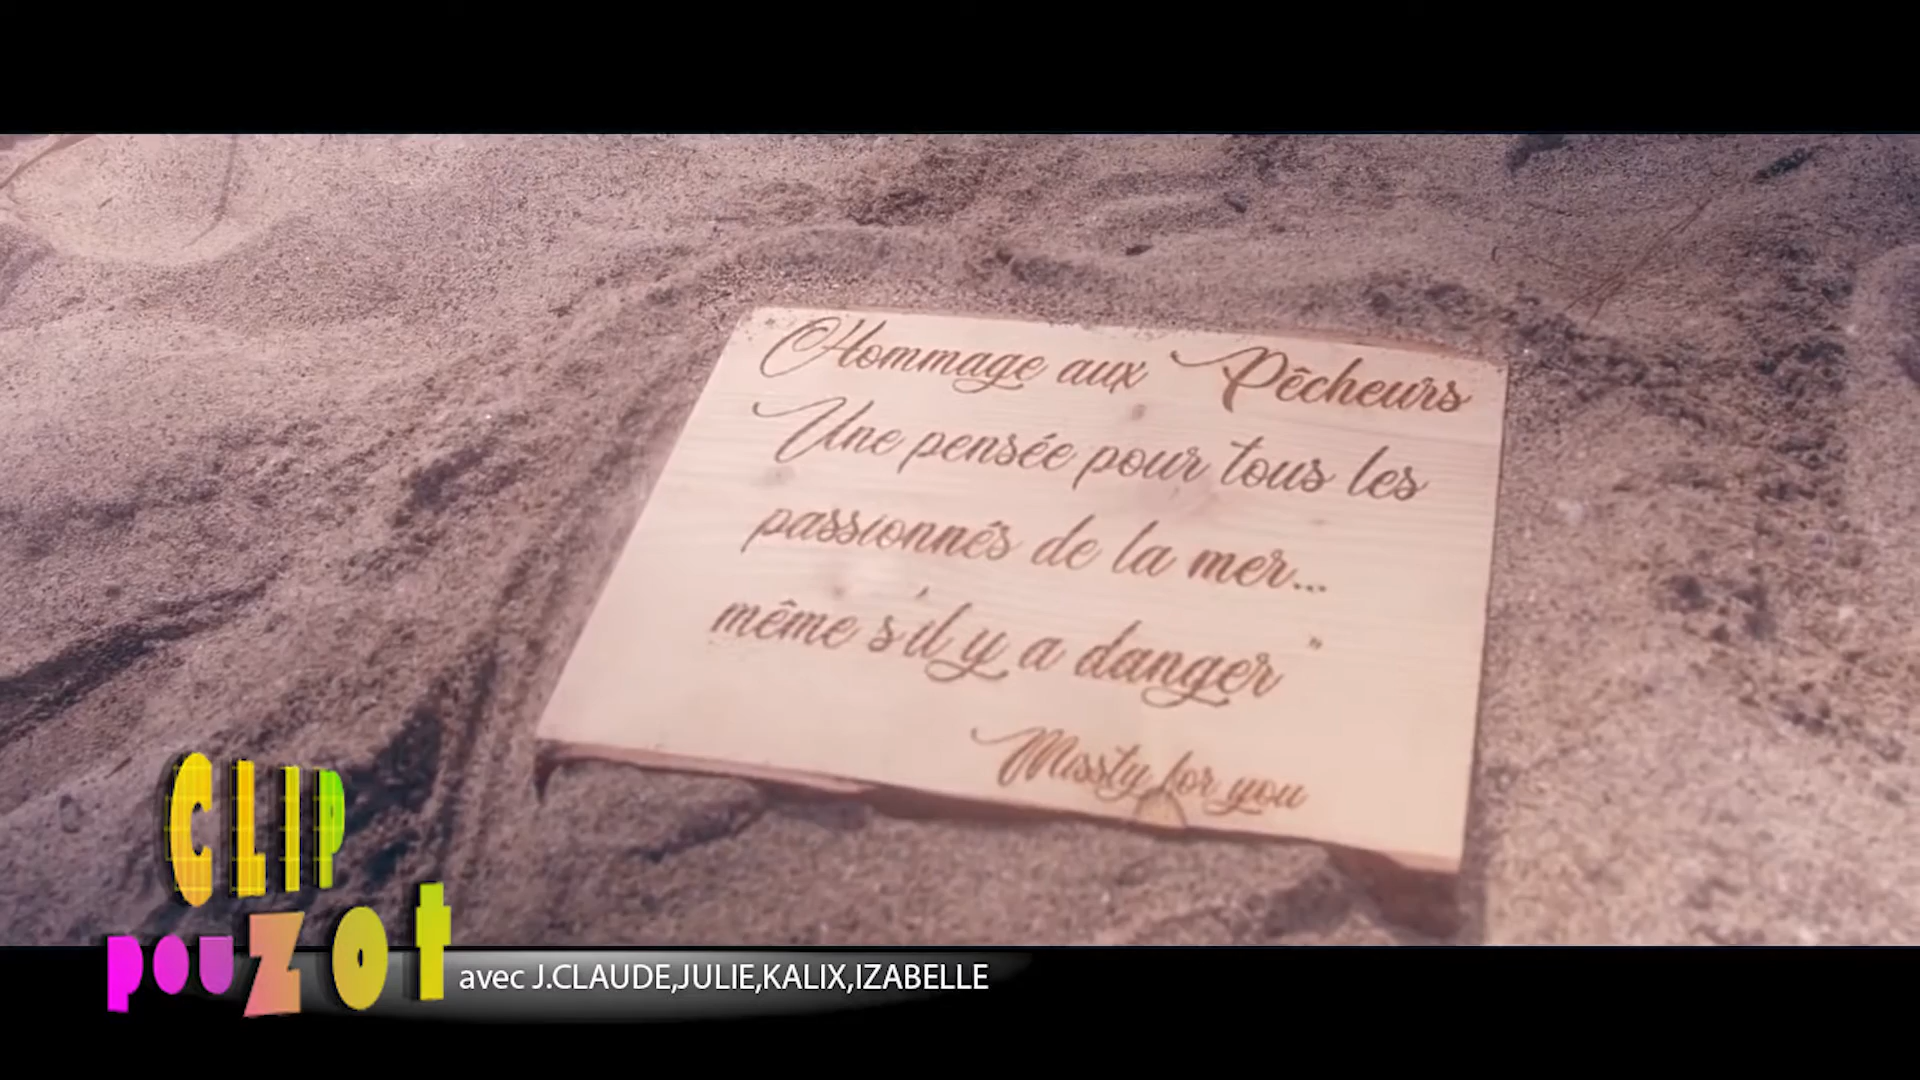 Hommage aux Pêcheurs
Une pensée pour tous les
passionnés de la mer...
même s'il y a danger "
Missty for you
CLIP
pouzot
avec J.CLAUDE,JULIE,KALIX,IZABELLE